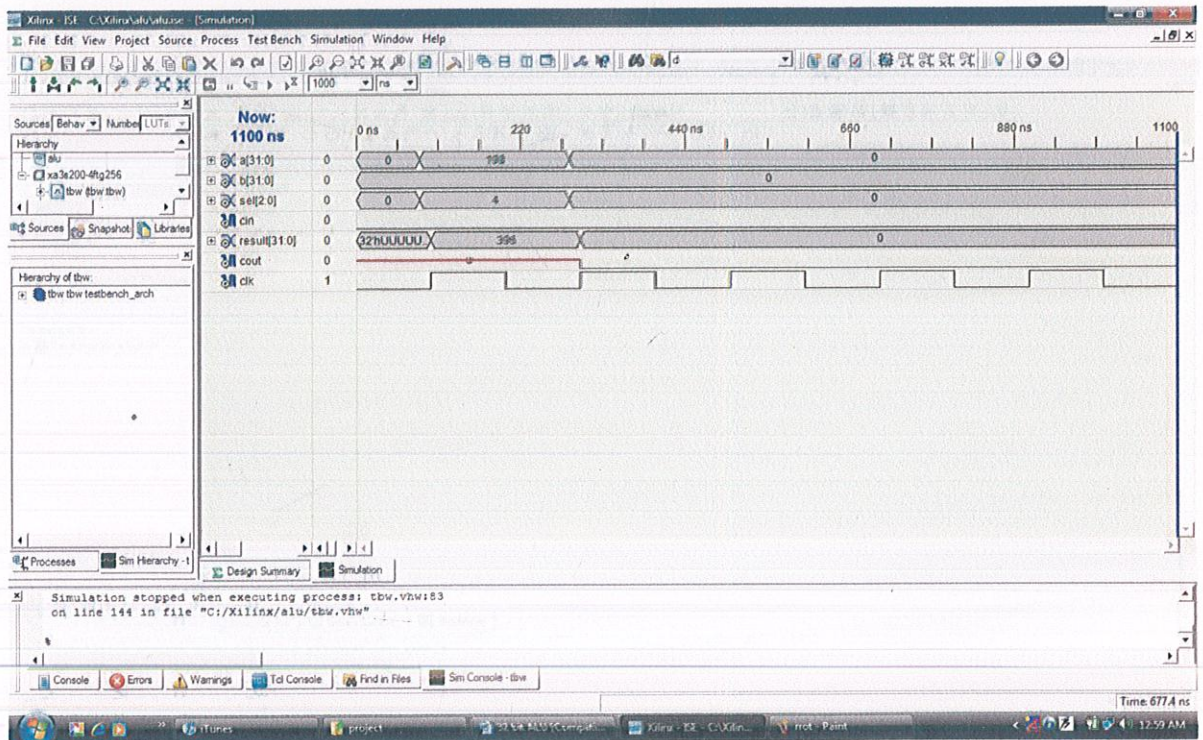 Xilinx - ISE - C:\Xilinx\alu\alu.ise - [Simulation]
File Edit View Project Source Process Test Bench Simulation Window Help
1000 ns
Sources Behav Number LUTs
Hierarchy
alu
xa3s200-4ftg256
tbw (tbw.tbw)
Sources Snapshot Libraries
Hierarchy of tbw:
tbw tbw testbench_arch
Processes Sim Hierarchy - t
Now:
1100 ns
0 ns 220 440 ns 660 880 ns 1100
a[31:0] 0 0 198 0
b[31:0] 0 0
sel[2:0] 0 0 4 0
cin 0
result[31:0] 0 32'hUUUUU 396 0
cout 0
clk 1
Design Summary Simulation
Simulation stopped when executing process: tbw.vhw:83
on line 144 in file "C:/Xilinx/alu/tbw.vhw"
Console Errors Warnings Tcl Console Find in Files Sim Console - tbw
Time: 677.4 ns
iTunes project Xilinx - ISE - C:\Xilin... rrot - Paint 12:59 AM